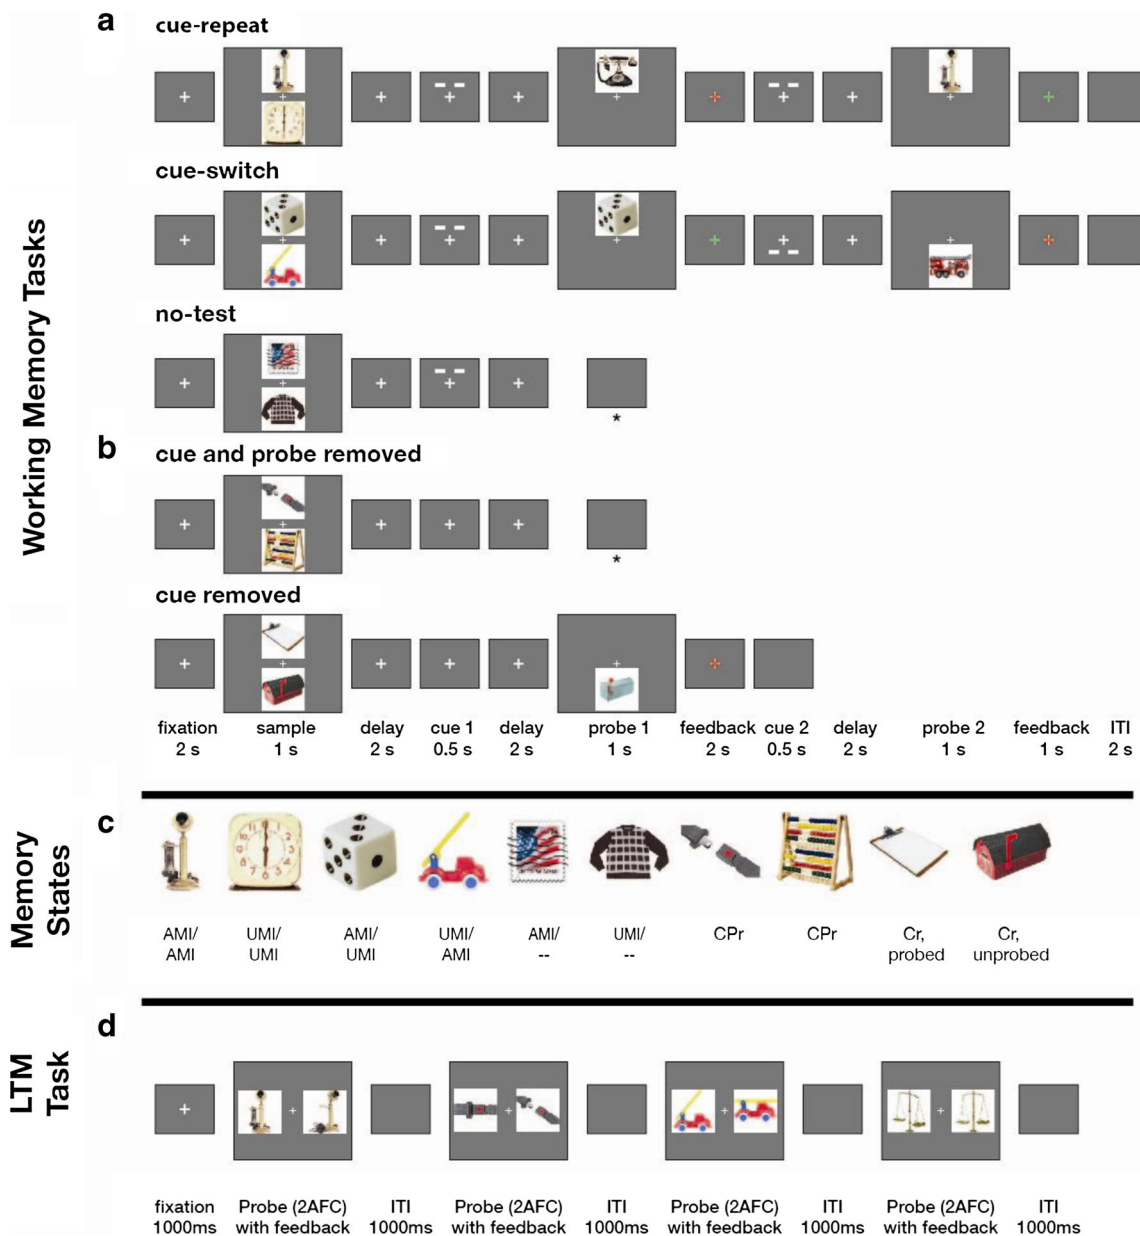 a
cue-repeat
cue-switch
no-test
*
b
cue and probe removed
*
cue removed
Working Memory Tasks
fixation sample delay cue 1 delay probe 1 feedback cue 2 delay probe 2 feedback ITI
2 s 1 s 2 s 0.5 s 2 s 1 s 2 s 0.5 s 2 s 1 s 1 s 2 s
c
Memory
States
AMI/ UMI/ AMI/ UMI/ AMI/ UMI/ CPr CPr Cr, Cr,
AMI UMI UMI AMI -- -- probed unprobed
d
LTM
Task
fixation Probe (2AFC) ITI Probe (2AFC) ITI Probe (2AFC) ITI Probe (2AFC) ITI
1000ms with feedback 1000ms with feedback 1000ms with feedback 1000ms with feedback 1000ms